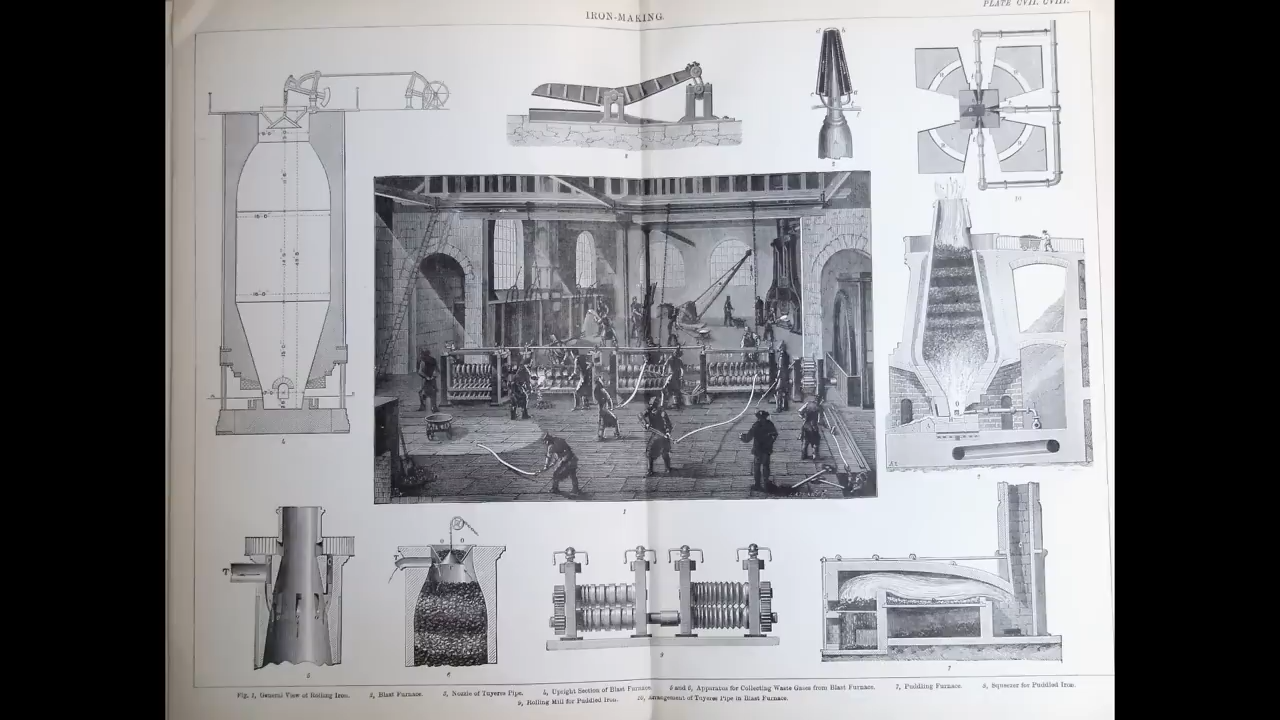 IRON-MAKING.
PLATE CVII. CVIII.
Fig. 1, General View of Rolling Iron. 2, Blast Furnace. 3, Nozzle of Tuyeres Pipe. 4, Upright Section of Blast Furnace. 5 and 6, Apparatus for Collecting Waste Gases from Blast Furnace. 7, Puddling Furnace. 8, Squeezer for Puddled Iron.
9, Rolling Mill for Puddled Iron. 10, Arrangement of Tuyeres Pipe in Blast Furnace.